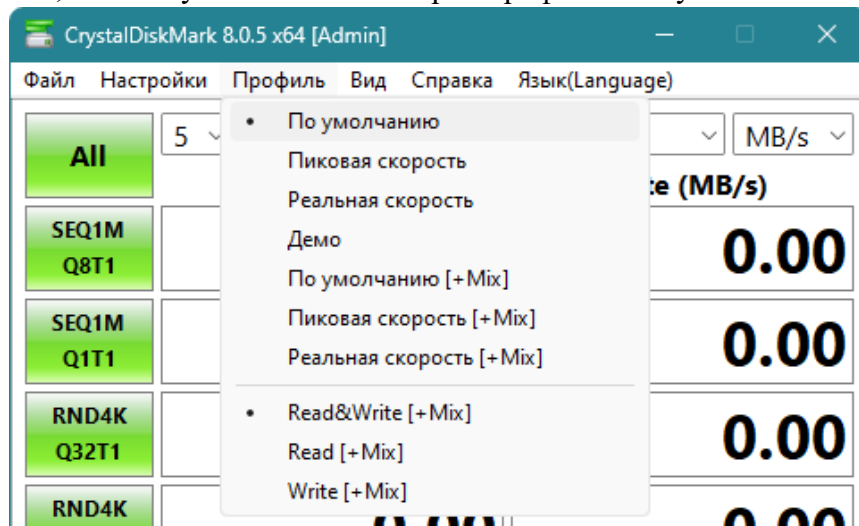 CrystalDiskMark 8.0.5 x64 [Admin]
Файл Настройки Профиль Вид Справка Язык(Language)
All 5 MB/s
(MB/s)
По умолчанию
Пиковая скорость
Реальная скорость
Демо
По умолчанию [+Mix]
Пиковая скорость [+Mix]
Реальная скорость [+Mix]
Read&Write [+Mix]
Read [+Mix]
Write [+Mix]
SEQ1M
Q8T1
0.00
SEQ1M
Q1T1
0.00
RND4K
Q32T1
0.00
RND4K